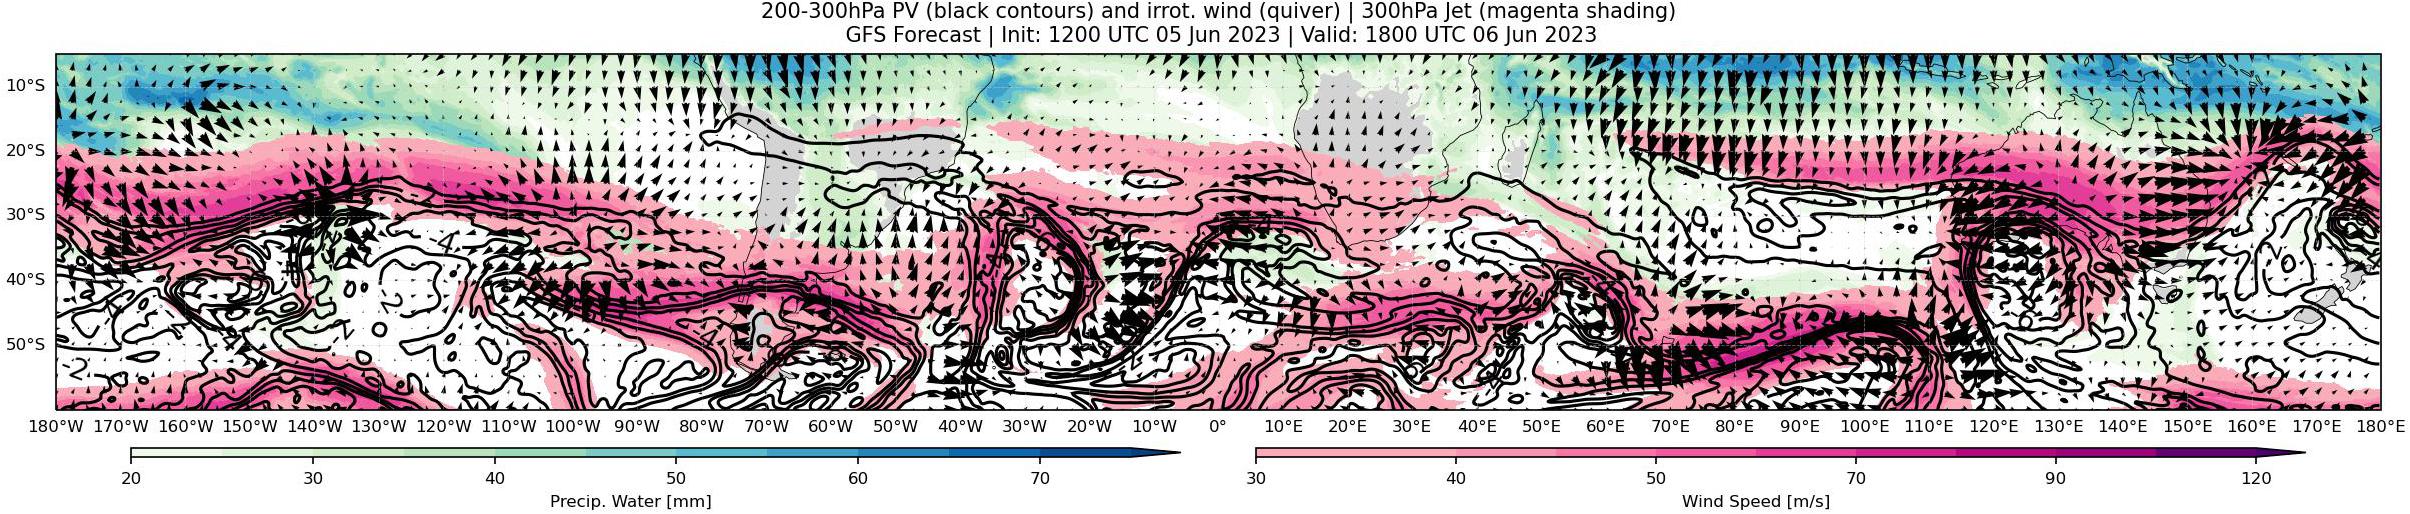 200-300hPa PV (black contours) and irrot. wind (quiver) | 300hPa Jet (magenta shading)
GFS Forecast | Init: 1200 UTC 05 Jun 2023 | Valid: 1800 UTC 06 Jun 2023
10°S
20°S
30°S
40°S
50°S
180°W 170°W 160°W 150°W 140°W 130°W 120°W 110°W 100°W 90°W 80°W 70°W 60°W 50°W 40°W 30°W 20°W 10°W 0° 10°E 20°E 30°E 40°E 50°E 60°E 70°E 80°E 90°E 100°E 110°E 120°E 130°E 140°E 150°E 160°E 170°E 180°E
20 30 40 50 60 70
Precip. Water [mm]
30 40 50 70 90 120
Wind Speed [m/s]